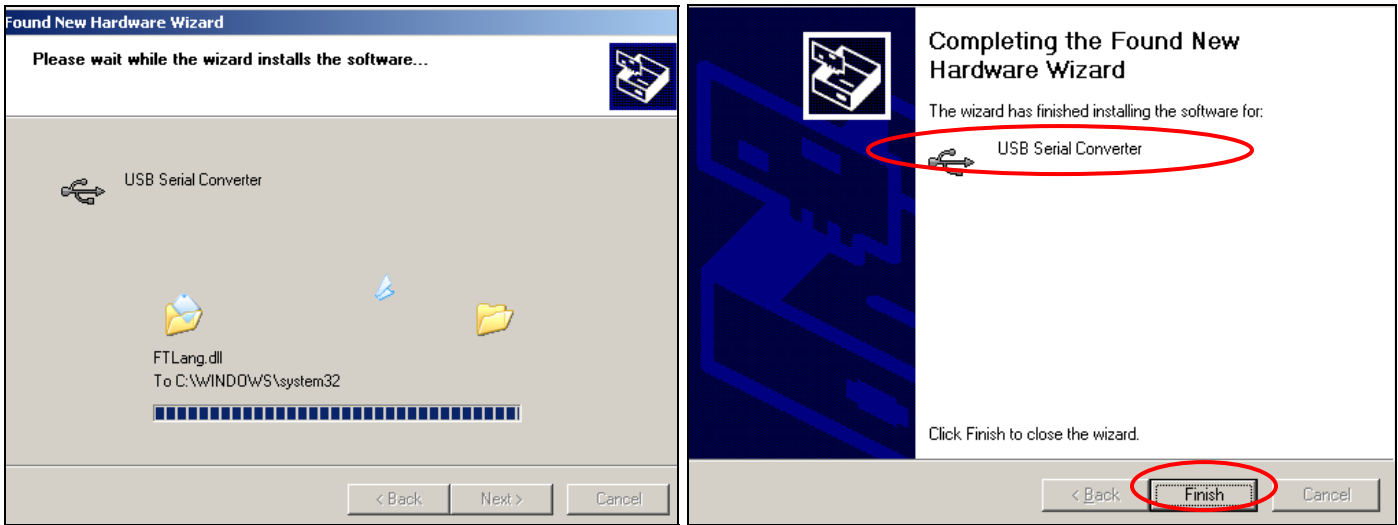 Found New Hardware Wizard
Please wait while the wizard installs the software...
USB Serial Converter
FTLang.dll
To C:\WINDOWS\system32
< Back
Next >
Cancel
Completing the Found New
Hardware Wizard
The wizard has finished installing the software for:
USB Serial Converter
Click Finish to close the wizard.
< Back
Finish
Cancel